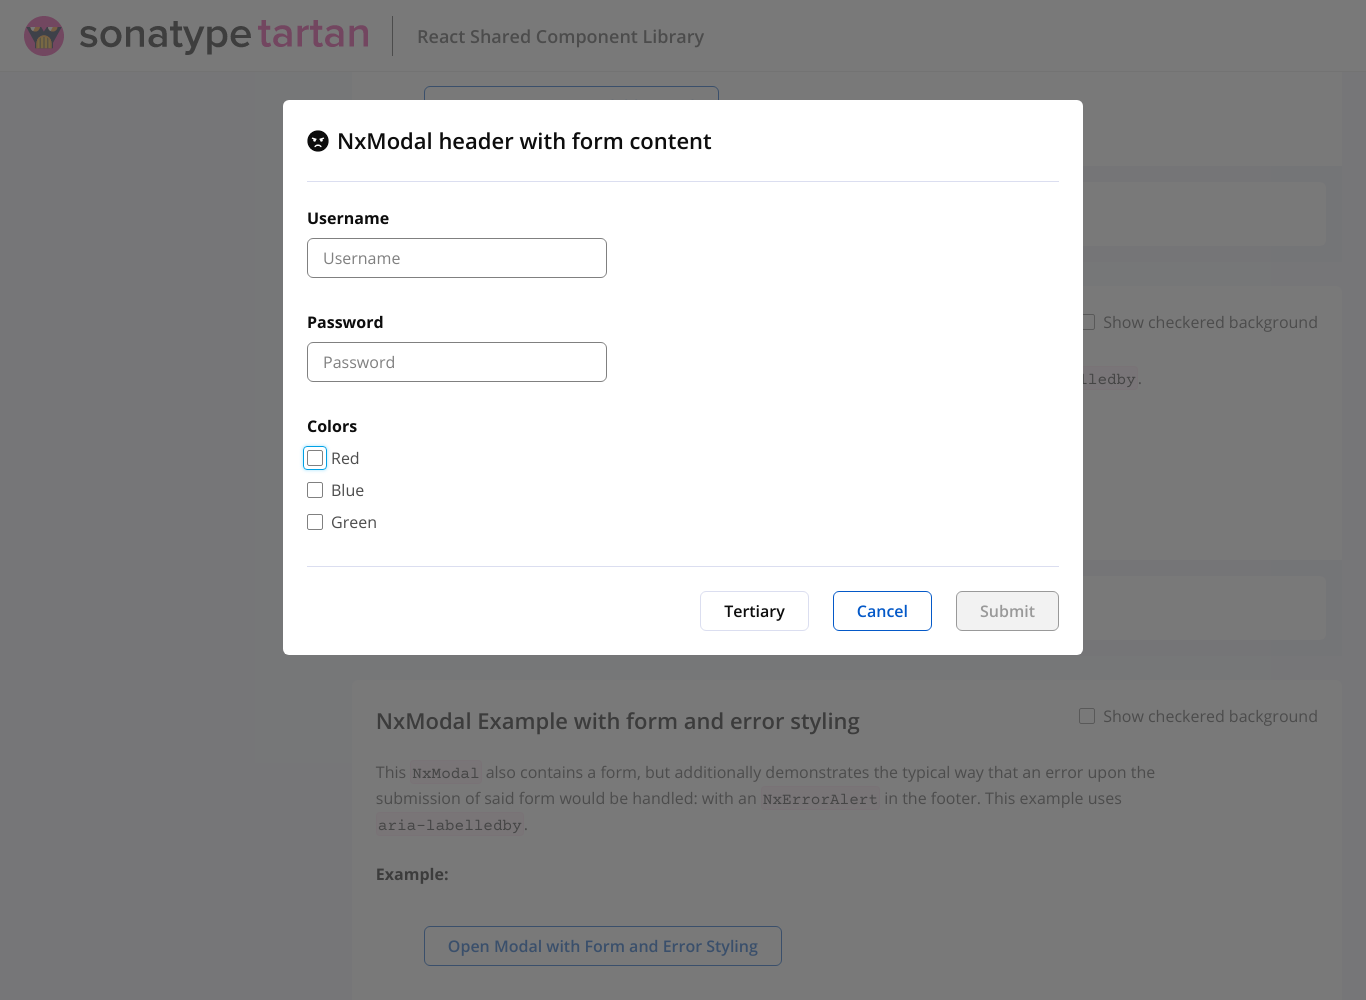 sonatype tartan
React Shared Component Library
NxModal header with form content
Username
Username
Show checkered background
Password
Password
lledby.
Colors
Red
Blue
Green
Tertiary
Cancel
Submit
NxModal Example with form and error styling
Show checkered background
This NxModal also contains a form, but additionally demonstrates the typical way that an error upon the
submission of said form would be handled: with an NxErrorAlert in the footer. This example uses
aria-labelledby.
Example:
Open Modal with Form and Error Styling